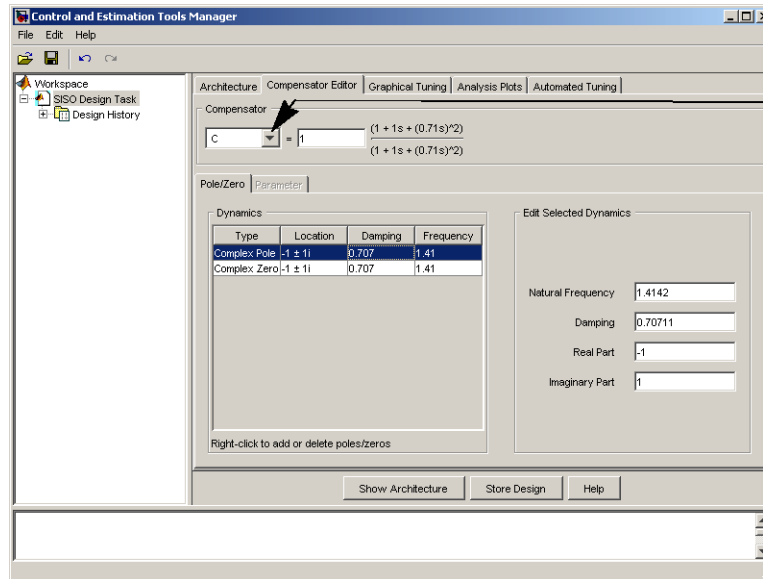 Control and Estimation Tools Manager
File Edit Help
Workspace
SISO Design Task
Design History
Architecture Compensator Editor Graphical Tuning Analysis Plots Automated Tuning
Compensator
C = 1 (1 + 1s + (0.71s)^2)
(1 + 1s + (0.71s)^2)
Pole/Zero Parameter
Dynamics
Type Location Damping Frequency
Complex Pole -1 ± 1i 0.707 1.41
Complex Zero -1 ± 1i 0.707 1.41
Right-click to add or delete poles/zeros
Edit Selected Dynamics
Natural Frequency 1.4142
Damping 0.70711
Real Part -1
Imaginary Part 1
Show Architecture Store Design Help